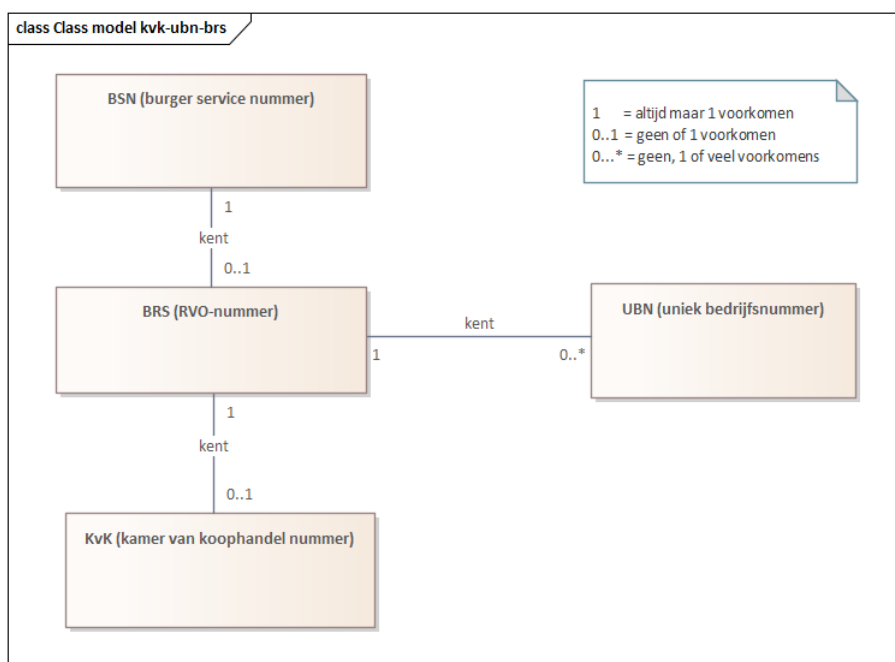 class Class model kvk-ubn-brs
BSN (burger service nummer)
1 = altijd maar 1 voorkomen
0..1 = geen of 1 voorkomen
0...* = geen, 1 of veel voorkomens
1
kent
0..1
BRS (RVO-nummer)
kent
1
0..*
UBN (uniek bedrijfsnummer)
1
kent
0..1
KvK (kamer van koophandel nummer)